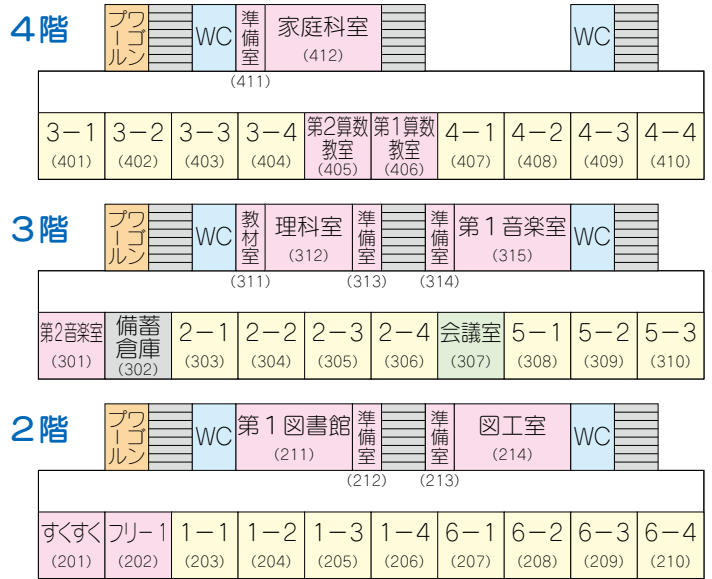 4階
ワゴン
プール
WC
準備室
(411)
家庭科室
(412)
WC
3−1
(401)
3−2
(402)
3−3
(403)
3−4
(404)
第2算数
教室
(405)
第1算数
教室
(406)
4−1
(407)
4−2
(408)
4−3
(409)
4−4
(410)
3階
ワゴン
プール
WC
教材室
(311)
理科室
(312)
準備室
(313)
準備室
(314)
第1音楽室
(315)
WC
第2音楽室
(301)
備蓄
倉庫
(302)
2−1
(303)
2−2
(304)
2−3
(305)
2−4
(306)
会議室
(307)
5−1
(308)
5−2
(309)
5−3
(310)
2階
ワゴン
プール
WC
第1図書館
(211)
準備室
(212)
準備室
(213)
図工室
(214)
WC
すくすく
(201)
フリー1
(202)
1−1
(203)
1−2
(204)
1−3
(205)
1−4
(206)
6−1
(207)
6−2
(208)
6−3
(209)
6−4
(210)